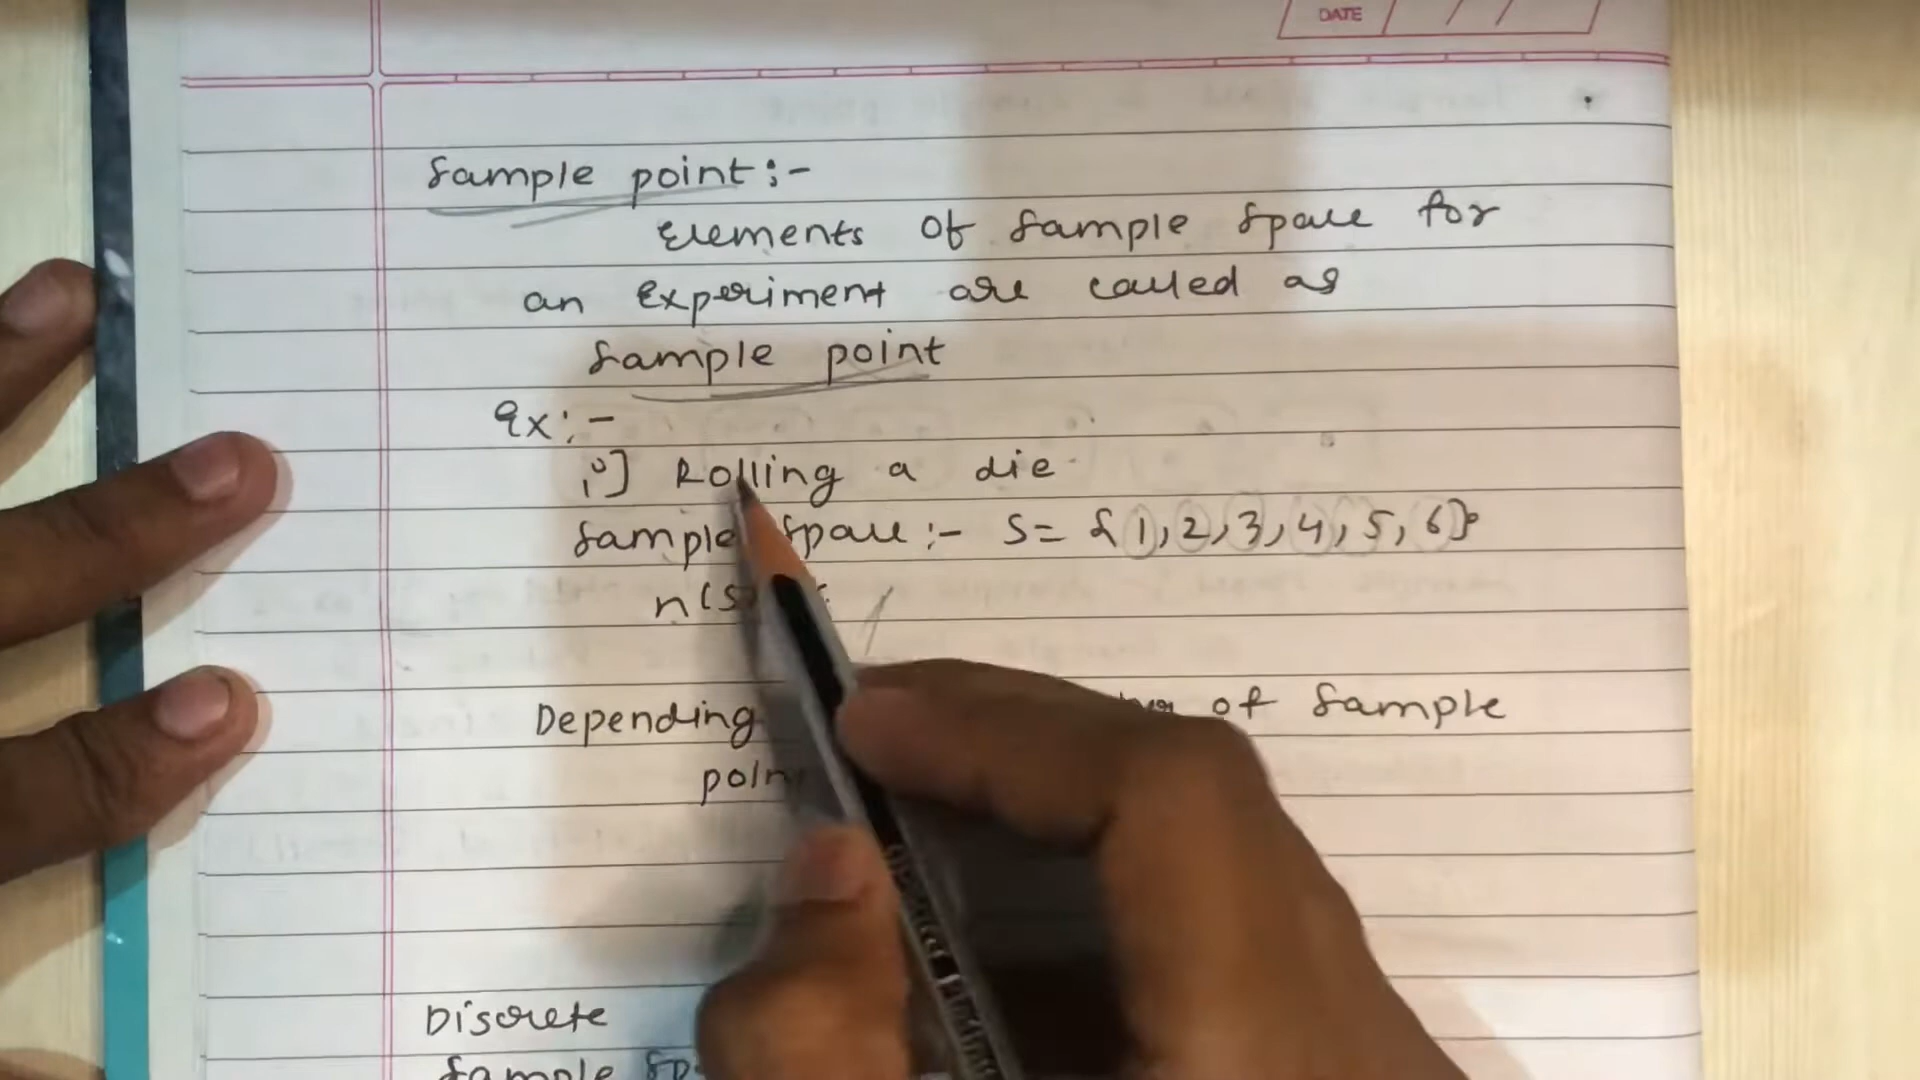 DATE
Sample point :-
Elements of sample space for
an experiment are called as
sample point
Ex :-
i] Rolling a die
sample space :- S = {1, 2, 3, 4, 5, 6}
n(S)
Depending of sample
Discrete
sample